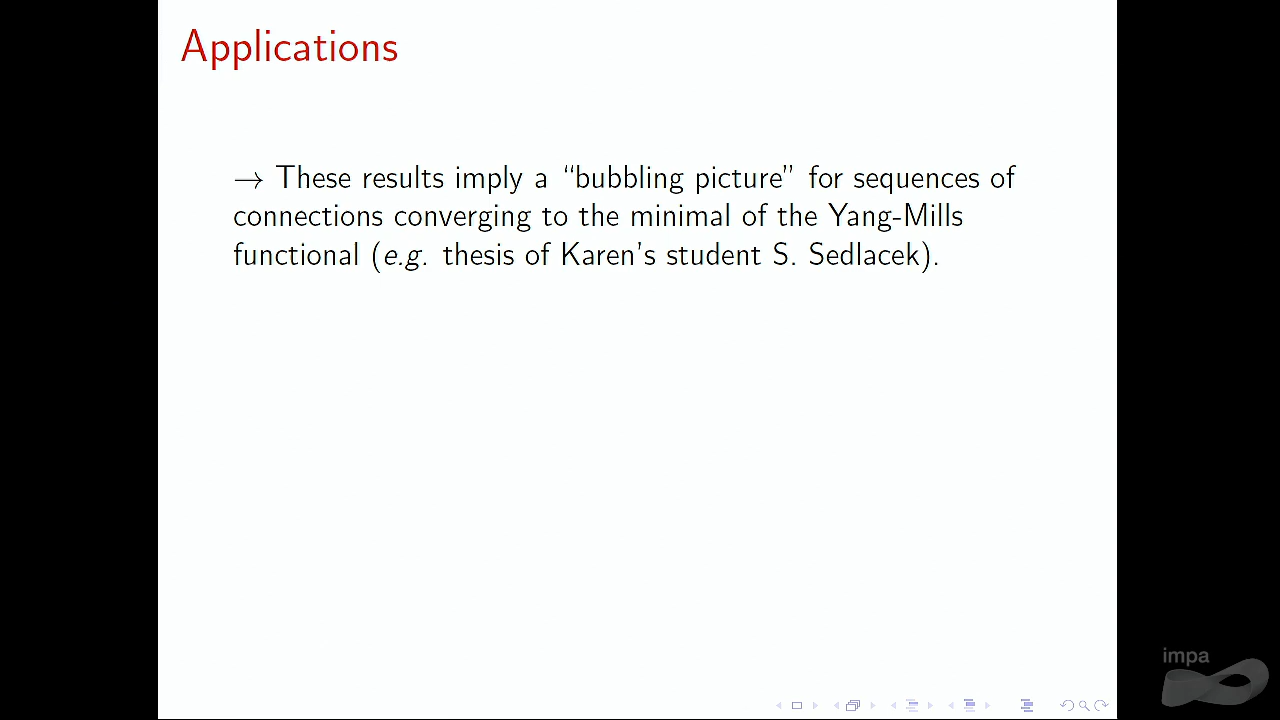 Applications
→ These results imply a “bubbling picture” for sequences of
connections converging to the minimal of the Yang-Mills
functional (e.g. thesis of Karen's student S. Sedlacek).
impa